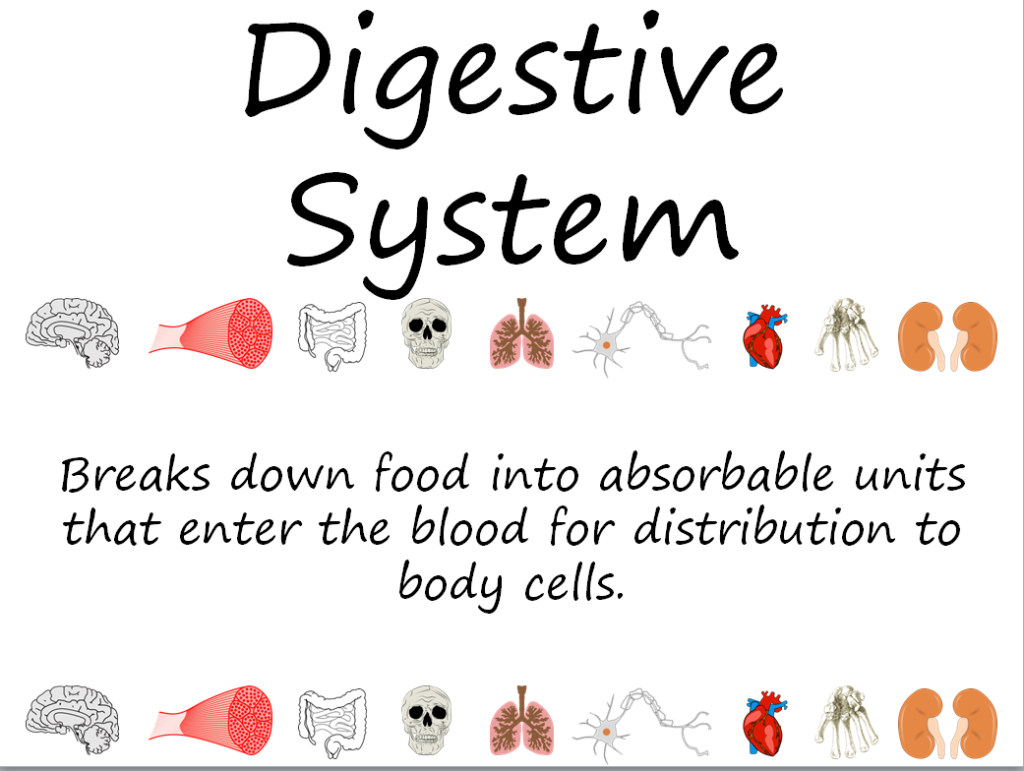 Digestive
System
Breaks down food into absorbable units
that enter the blood for distribution to
body cells.